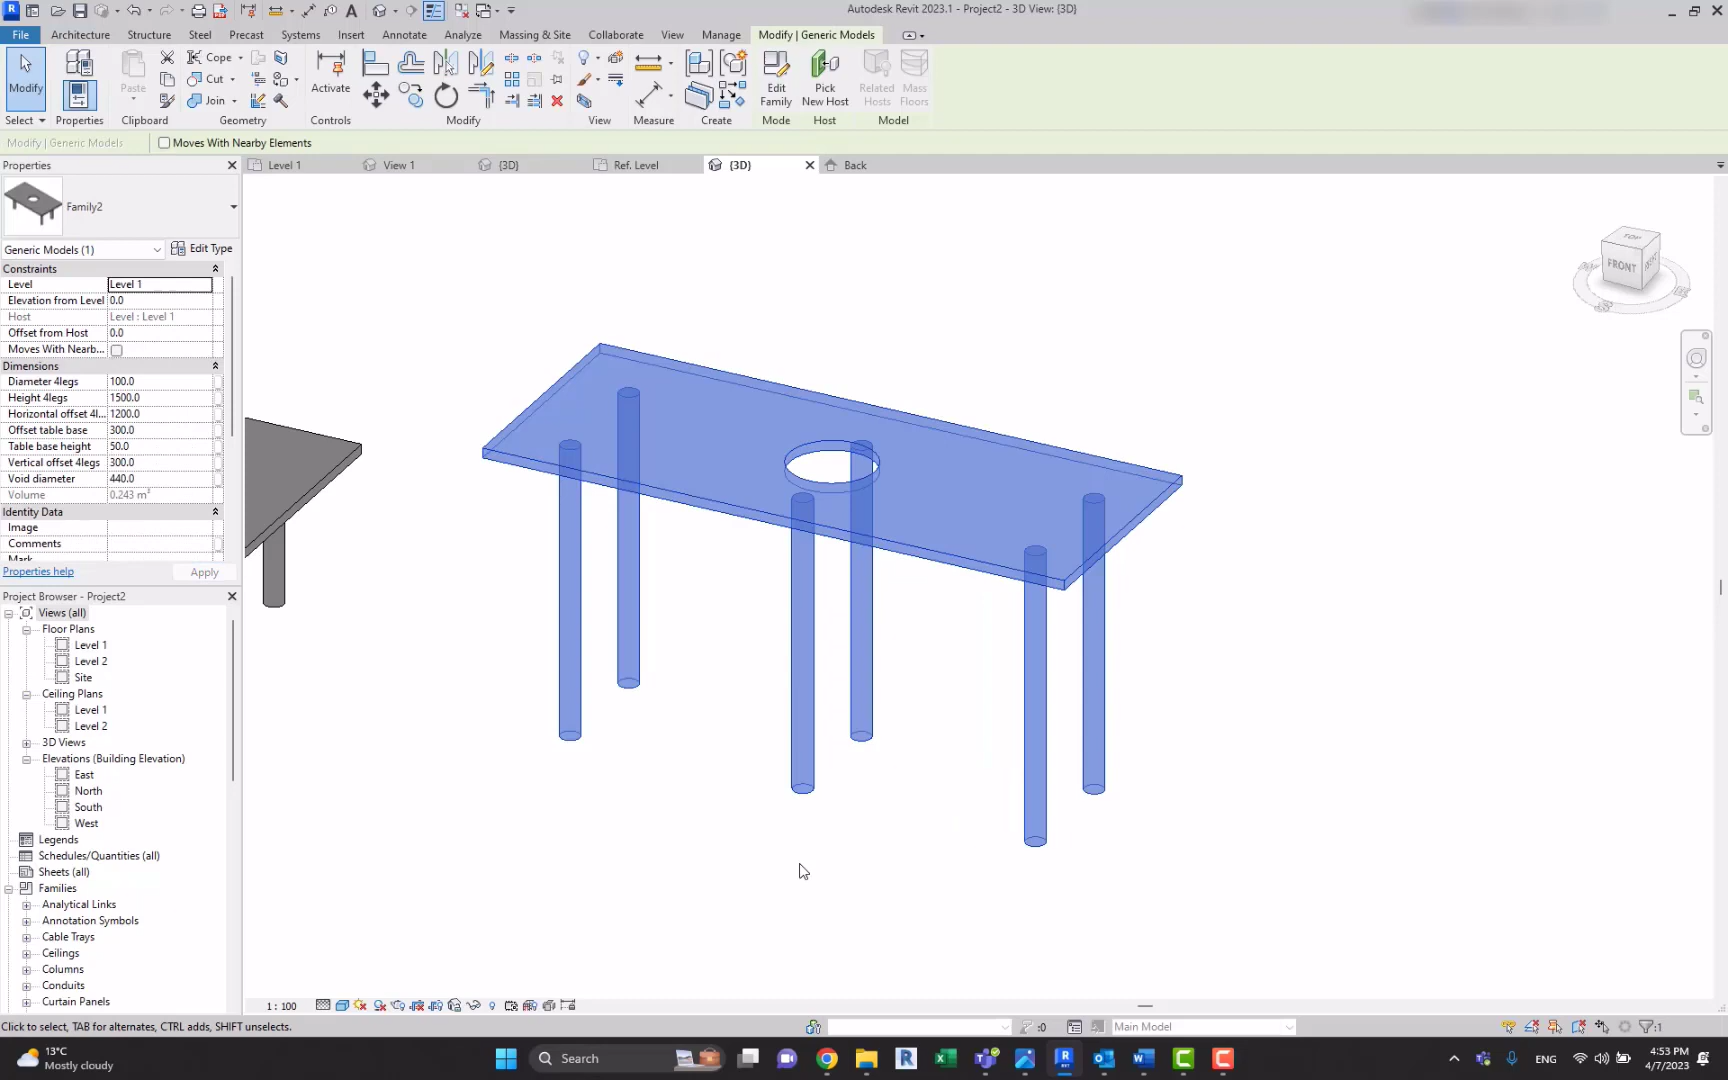 Autodesk Revit 2023.1 - Project2 - 3D View: {3D}
File Architecture Structure Steel Precast Systems Insert Annotate Analyze Massing & Site Collaborate View Manage Modify | Generic Models
Modify
Select
Properties
Paste
Clipboard
Cope
Cut
Join
Geometry
Activate
Controls
Modify
View
Measure
Create
Edit
Family
Mode
Pick
New Host
Host
Related
Hosts
Mass
Floors
Model
Modify | Generic Models Moves With Nearby Elements
Properties
Level 1 View 1 {3D} Ref. Level {3D} Back
Family2
Generic Models (1) Edit Type
Constraints
Level Level 1
Elevation from Level 0.0
Host Level : Level 1
Offset from Host 0.0
Moves With Nearb...
Dimensions
Diameter 4legs 100.0
Height 4legs 1500.0
Horizontal offset 4l... 1200.0
Offset table base 300.0
Table base height 50.0
Vertical offset 4legs 300.0
Void diameter 440.0
Volume 0.243 m³
Identity Data
Image
Comments
Mark
Properties help Apply
Project Browser - Project2
Views (all)
Floor Plans
Level 1
Level 2
Site
Ceiling Plans
Level 1
Level 2
3D Views
Elevations (Building Elevation)
East
North
South
West
Legends
Schedules/Quantities (all)
Sheets (all)
Families
Analytical Links
Annotation Symbols
Cable Trays
Ceilings
Columns
Conduits
Curtain Panels
TOP
FRONT
1 : 100
Click to select, TAB for alternates, CTRL adds, SHIFT unselects.
:0
Main Model
:1
13°C
Mostly cloudy
Search
ENG
4:53 PM
4/7/2023